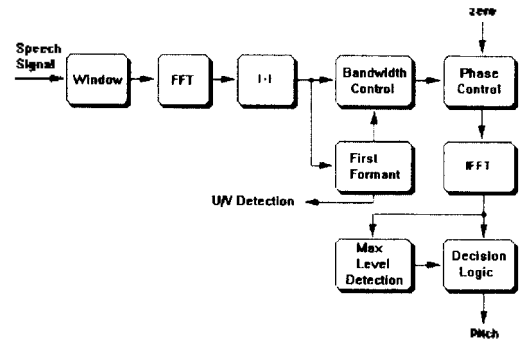 zero
Speech
Signal
Window
FFT
|·|
Bandwidth
Control
Phase
Control
First
Formant
IFFT
U/V Detection
Max
Level
Detection
Decision
Logic
Pitch